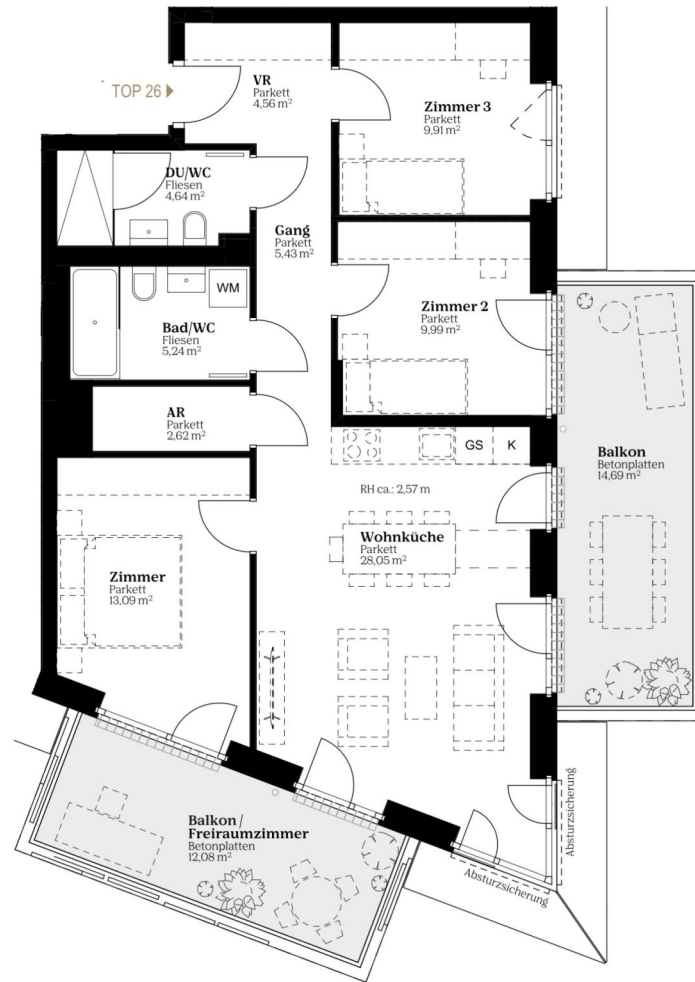 TOP 26
VR
Parkett
4,56 m²
Zimmer 3
Parkett
9,91 m²
DU/WC
Fliesen
4,64 m²
Gang
Parkett
5,43 m²
WM
Bad/WC
Fliesen
5,24 m²
Zimmer 2
Parkett
9,99 m²
AR
Parkett
2,62 m²
GS
K
RH ca.: 2,57 m
Balkon
Betonplatten
14,69 m²
Wohnküche
Parkett
28,05 m²
Zimmer
Parkett
13,09 m²
Balkon /
Freiraumzimmer
Betonplatten
12,08 m²
Absturzsicherung
Absturzsicherung